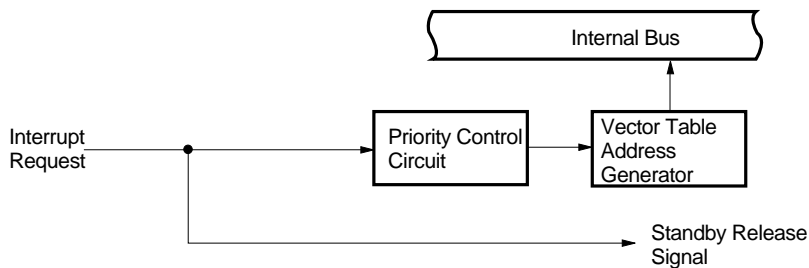 Internal Bus
Interrupt
Request
Priority Control
Circuit
Vector Table
Address
Generator
Standby Release
Signal